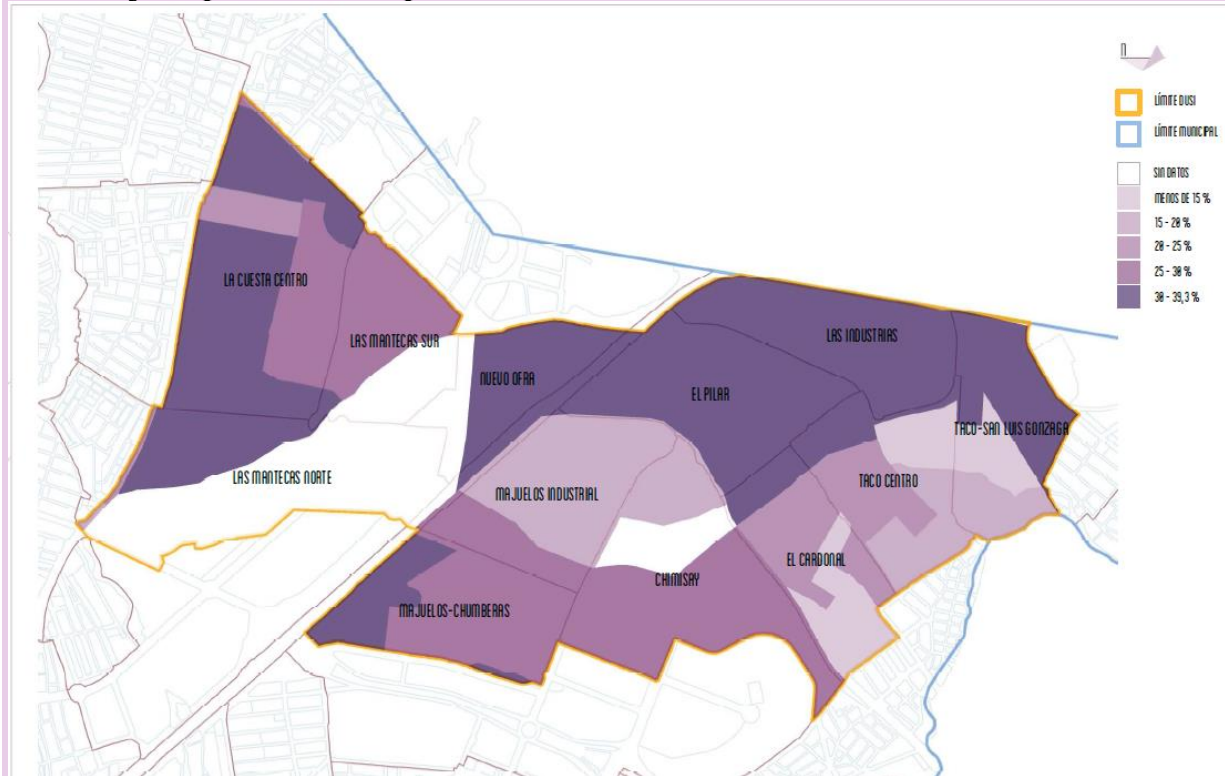 N
LÍMITE DUSI
LÍMITE MUNICIPAL
SIN DATOS
MENOS DE 15 %
15 - 20 %
20 - 25 %
25 - 30 %
30 - 39,3 %
LA CUESTA CENTRO
LAS MANTECAS SUR
LAS INDUSTRIAS
NUEVO OFRA
EL PILAR
TACO-SAN LUIS GONZAGA
LAS MANTECAS NORTE
TACO CENTRO
MAJUELOS INDUSTRIAL
EL CARDONAL
CHIMISAY
MAJUELOS-CHUMBERAS